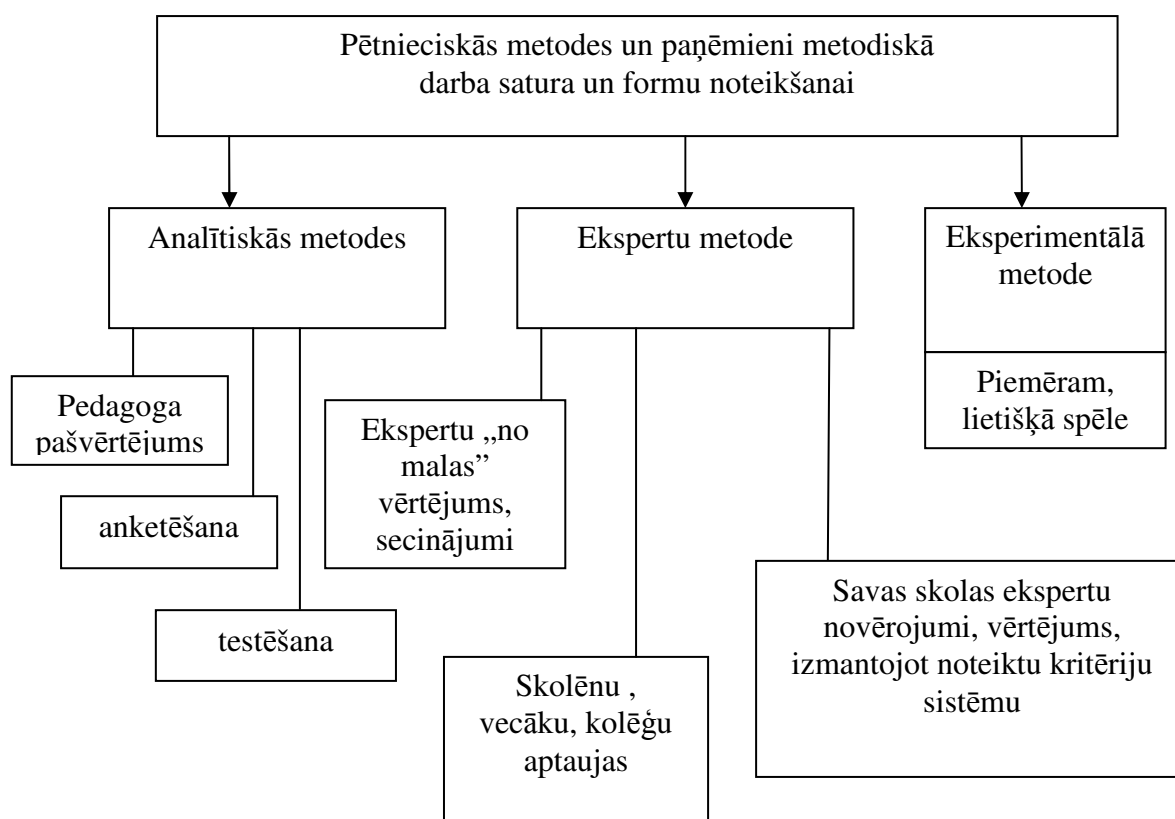 Pētnieciskās metodes un paņēmieni metodiskā
darba satura un formu noteikšanai
Analītiskās metodes
Ekspertu metode
Eksperimentālā
metode
Piemēram,
lietišķā spēle
Pedagoga
pašvērtējums
Ekspertu „no
malas”
vērtējums,
secinājumi
anketēšana
testēšana
Savas skolas ekspertu
novērojumi, vērtējums,
izmantojot noteiktu kritēriju
sistēmu
Skolēnu ,
vecāku, kolēģu
aptaujas